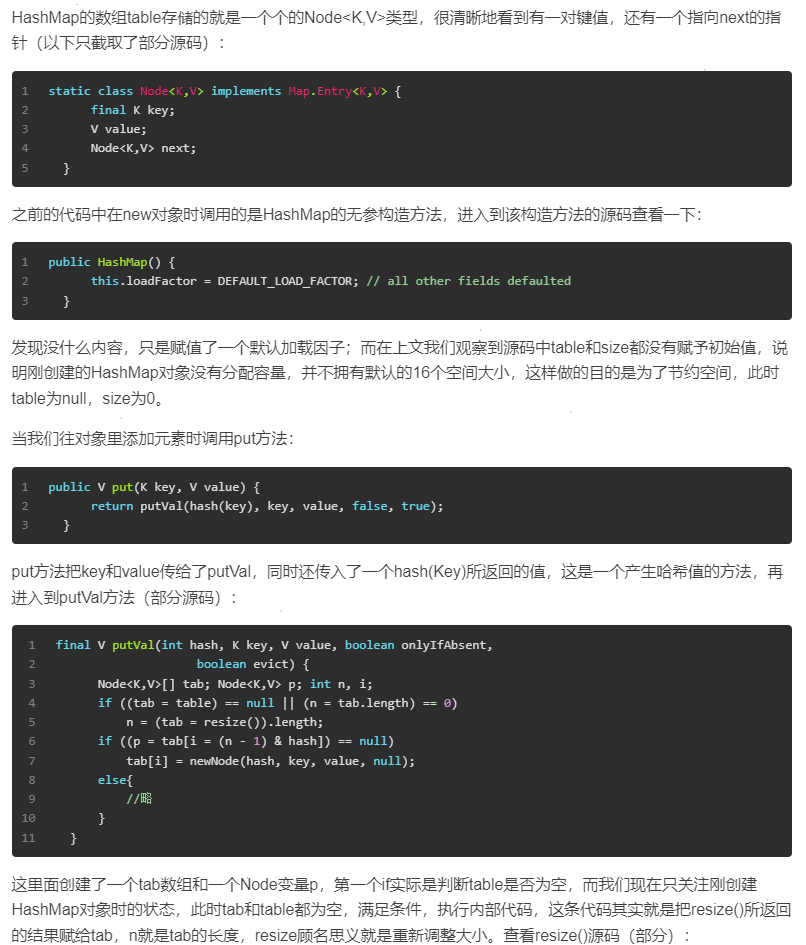 HashMap的数组table存储的就是一个个的Node<K,V>类型，很清晰地看到有一对键值，还有一个指向next的指
针（以下只截取了部分源码）：
1 static class Node<K,V> implements Map.Entry<K,V> {
2 final K key;
3 V value;
4 Node<K,V> next;
5 }
之前的代码中在new对象时调用的是HashMap的无参构造方法，进入到该构造方法的源码查看一下：
1 public HashMap() {
2 this.loadFactor = DEFAULT_LOAD_FACTOR; // all other fields defaulted
3 }
发现没什么内容，只是赋值了一个默认加载因子；而在上文我们观察到源码中table和size都没有赋予初始值，说
明刚创建的HashMap对象没有分配容量，并不拥有默认的16个空间大小，这样做的目的是为了节约空间，此时
table为null，size为0。
当我们往对象里添加元素时调用put方法：
1 public V put(K key, V value) {
2 return putVal(hash(key), key, value, false, true);
3 }
put方法把key和value传给了putVal，同时还传入了一个hash(Key)所返回的值，这是一个产生哈希值的方法，再
进入到putVal方法（部分源码）：
1 final V putVal(int hash, K key, V value, boolean onlyIfAbsent,
2 boolean evict) {
3 Node<K,V>[] tab; Node<K,V> p; int n, i;
4 if ((tab = table) == null || (n = tab.length) == 0)
5 n = (tab = resize()).length;
6 if ((p = tab[i = (n - 1) & hash]) == null)
7 tab[i] = newNode(hash, key, value, null);
8 else{
9 //略
10 }
11 }
这里面创建了一个tab数组和一个Node变量p，第一个if实际是判断table是否为空，而我们现在只关注刚创建
HashMap对象时的状态，此时tab和table都为空，满足条件，执行内部代码，这条代码其实就是把resize()所返回
的结果赋给tab，n就是tab的长度，resize顾名思义就是重新调整大小。查看resize()源码（部分）：